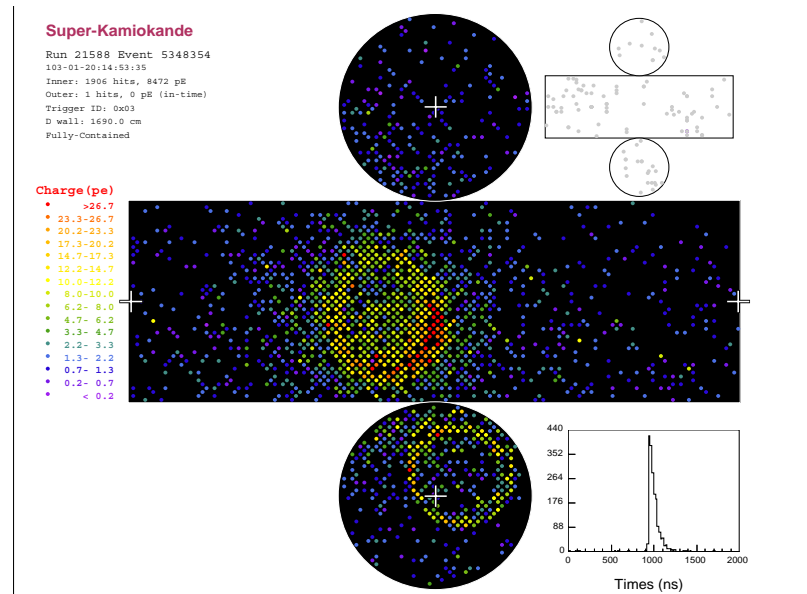 Super-Kamiokande
Run 21588 Event 5348354
103-01-20:14:53:35
Inner: 1906 hits, 8472 pE
Outer: 1 hits, 0 pE (in-time)
Trigger ID: 0x03
D wall: 1690.0 cm
Fully-Contained
Charge(pe)
>26.7
23.3-26.7
20.2-23.3
17.3-20.2
14.7-17.3
12.2-14.7
10.0-12.2
8.0-10.0
6.2- 8.0
4.7- 6.2
3.3- 4.7
2.2- 3.3
1.3- 2.2
0.7- 1.3
0.2- 0.7
< 0.2
440
352
264
176
88
0
0 500 1000 1500 2000
Times (ns)